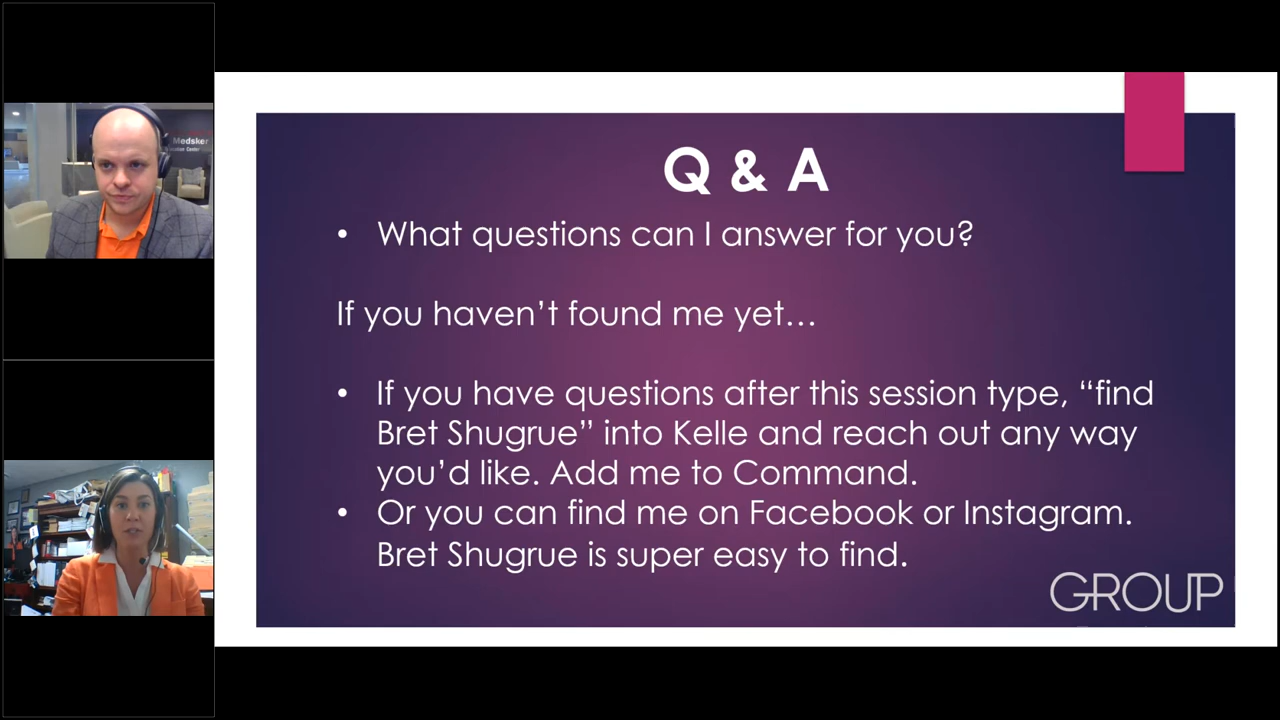 Medsker
Q & A
• What questions can I answer for you?
If you haven’t found me yet…
• If you have questions after this session type, “find
Bret Shugrue” into Kelle and reach out any way
you’d like. Add me to Command.
• Or you can find me on Facebook or Instagram.
Bret Shugrue is super easy to find.
GROUP